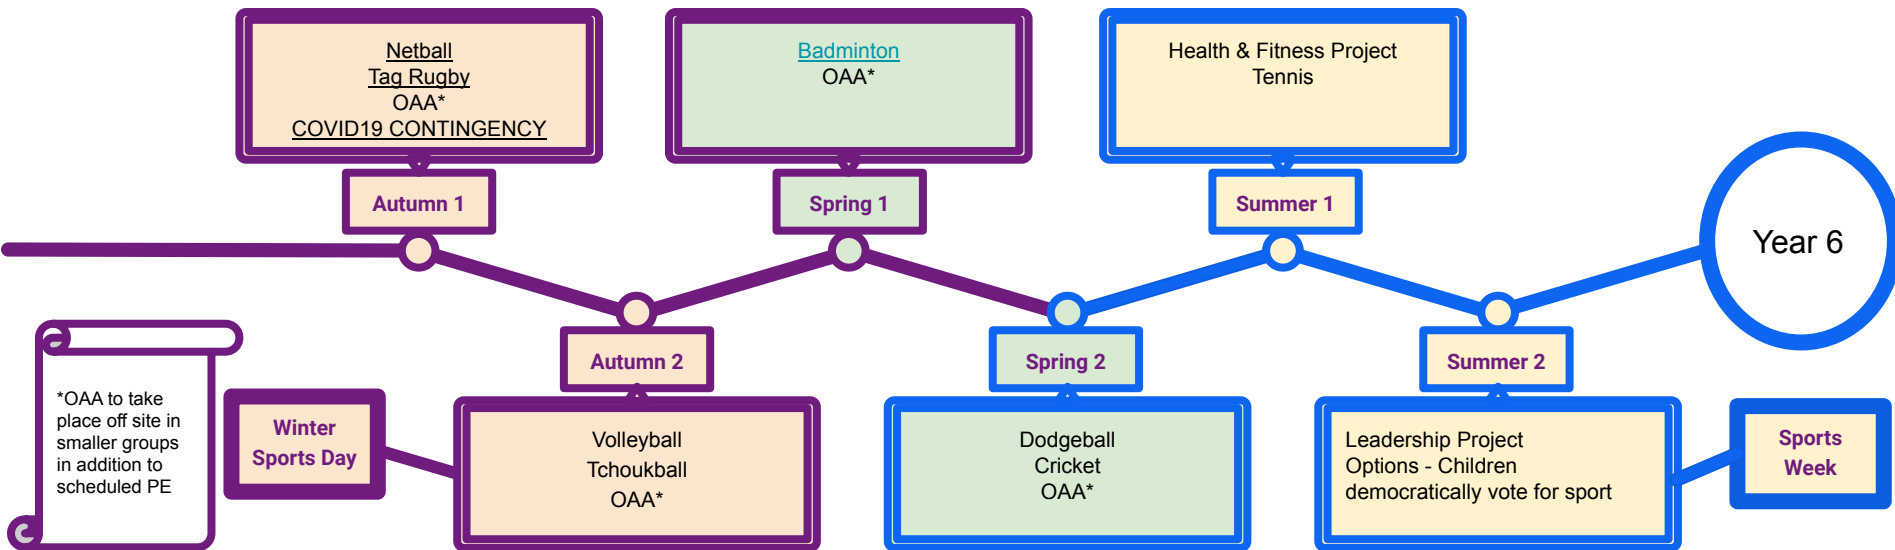 Netball
Tag Rugby
OAA*
COVID19 CONTINGENCY
Badminton
OAA*
Health & Fitness Project
Tennis
Autumn 1
Spring 1
Summer 1
Year 6
Autumn 2
Spring 2
Summer 2
*OAA to take
place off site in
smaller groups
in addition to
scheduled PE
Winter
Sports Day
Volleyball
Tchoukball
OAA*
Dodgeball
Cricket
OAA*
Leadership Project
Options - Children
democratically vote for sport
Sports
Week